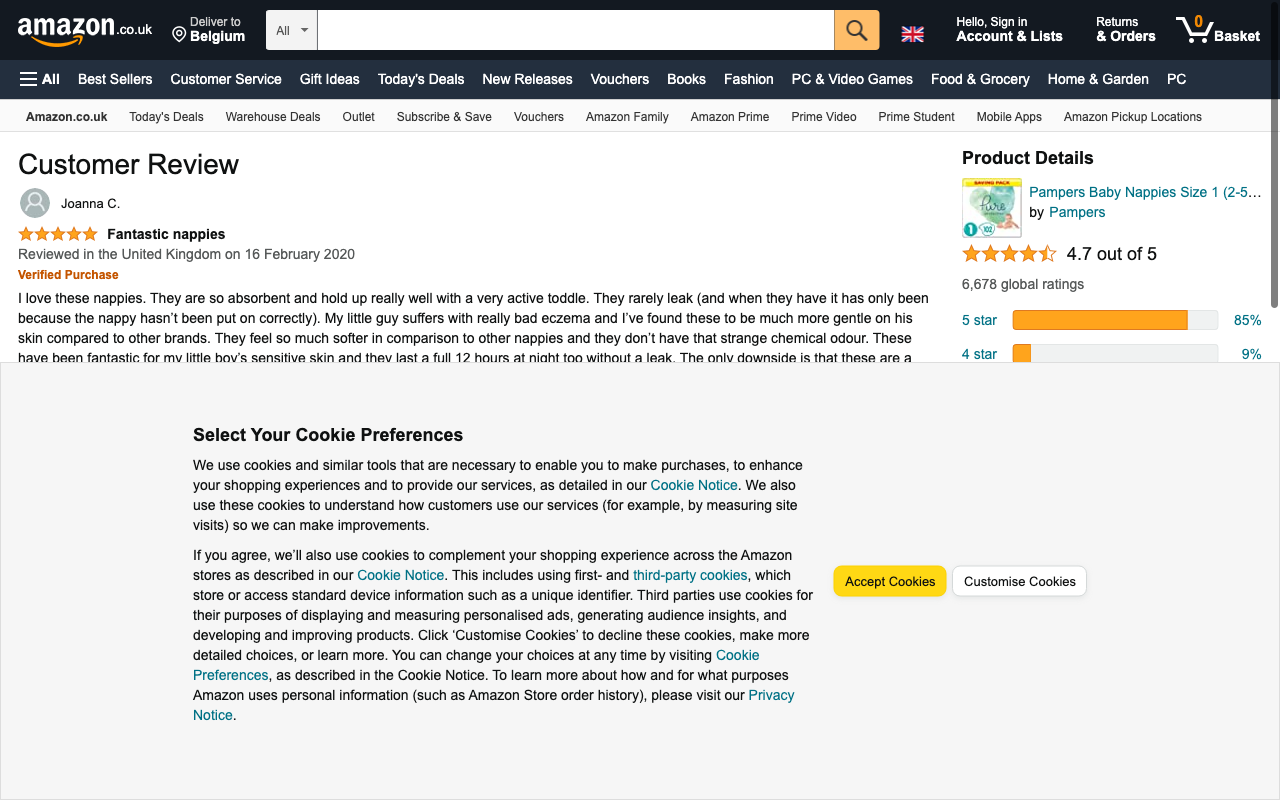 amazon.co.uk
Deliver to
Belgium
All
Hello, Sign in
Account & Lists
Returns
& Orders
0
Basket
All
Best Sellers
Customer Service
Gift Ideas
Today's Deals
New Releases
Vouchers
Books
Fashion
PC & Video Games
Food & Grocery
Home & Garden
PC
Amazon.co.uk
Today's Deals
Warehouse Deals
Outlet
Subscribe & Save
Vouchers
Amazon Family
Amazon Prime
Prime Video
Prime Student
Mobile Apps
Amazon Pickup Locations
Customer Review
Joanna C.
Fantastic nappies
Reviewed in the United Kingdom on 16 February 2020
Verified Purchase
I love these nappies. They are so absorbent and hold up really well with a very active toddle. They rarely leak (and when they have it has only been
because the nappy hasn’t been put on correctly). My little guy suffers with really bad eczema and I’ve found these to be much more gentle on his
skin compared to other brands. They feel so much softer in comparison to other nappies and they don’t have that strange chemical odour. These
have been fantastic for my little boy’s sensitive skin and they last a full 12 hours at night too without a leak. The only downside is that these are a
Product Details
SAVING PACK
Pure
1
102
Pampers Baby Nappies Size 1 (2-5…
by Pampers
4.7 out of 5
6,678 global ratings
5 star
85%
4 star
9%
Select Your Cookie Preferences
We use cookies and similar tools that are necessary to enable you to make purchases, to enhance
your shopping experiences and to provide our services, as detailed in our Cookie Notice. We also
use these cookies to understand how customers use our services (for example, by measuring site
visits) so we can make improvements.
If you agree, we’ll also use cookies to complement your shopping experience across the Amazon
stores as described in our Cookie Notice. This includes using first- and third-party cookies, which
store or access standard device information such as a unique identifier. Third parties use cookies for
their purposes of displaying and measuring personalised ads, generating audience insights, and
developing and improving products. Click ‘Customise Cookies’ to decline these cookies, make more
detailed choices, or learn more. You can change your choices at any time by visiting Cookie
Preferences, as described in the Cookie Notice. To learn more about how and for what purposes
Amazon uses personal information (such as Amazon Store order history), please visit our Privacy
Notice.
Accept Cookies
Customise Cookies